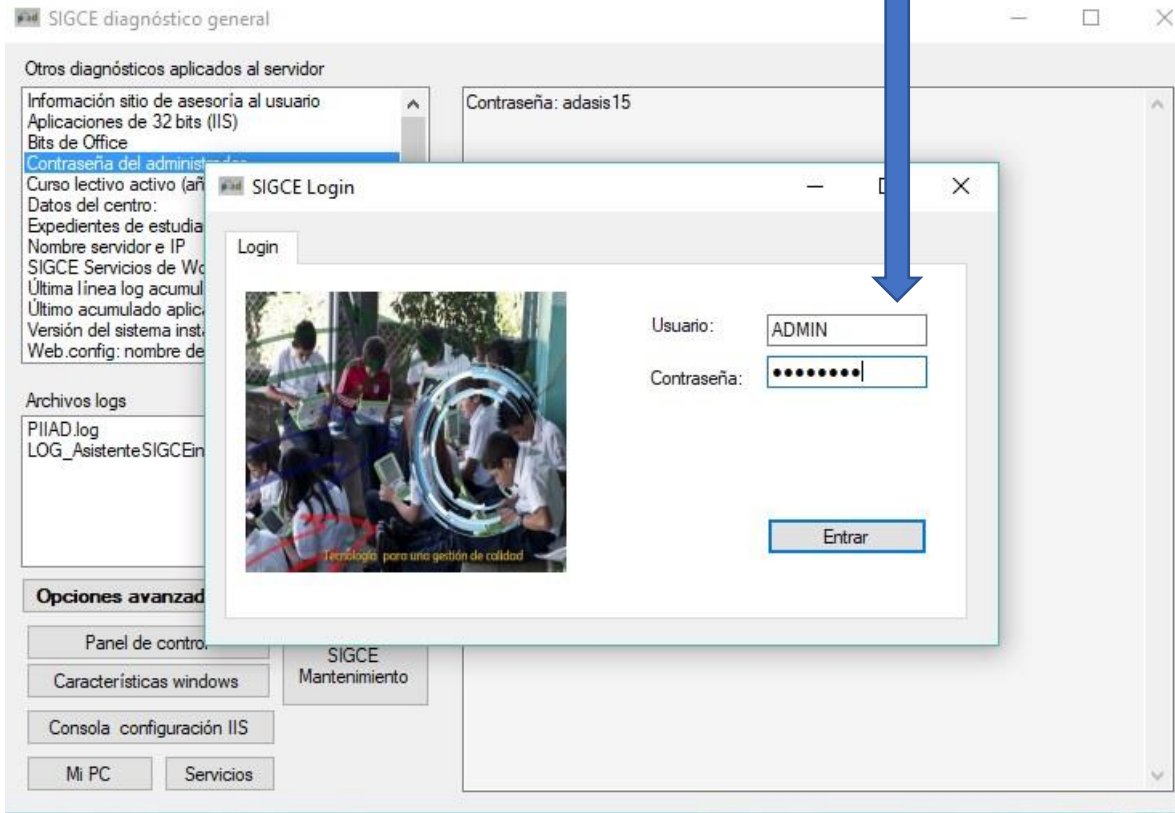 SIGCE diagnóstico general
Otros diagnósticos aplicados al servidor
Información sitio de asesoría al usuario
Aplicaciones de 32 bits (IIS)
Bits de Office
Contraseña del administrador
Curso lectivo activo (añ
Datos del centro:
Expedientes de estudia
Nombre servidor e IP
SIGCE Servicios de Wo
Última línea log acumul
Último acumulado aplic
Versión del sistema inst
Web.config: nombre de
Contraseña: adasis15
SIGCE Login
Login
Tecnología para una gestión de calidad
Usuario:
ADMIN
Contraseña:
••••••••
Entrar
Archivos logs
PIIAD.log
LOG_AsistenteSIGCEin
Opciones avanzad
Panel de control
SIGCE
Mantenimiento
Características windows
Consola configuración IIS
Mi PC
Servicios